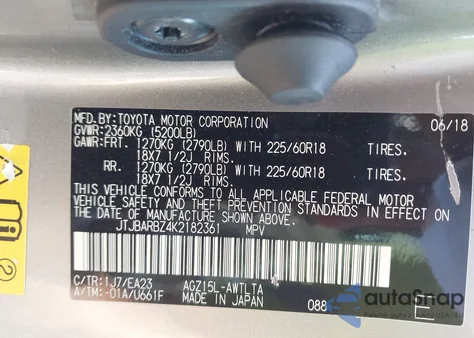 MFD.BY:TOYOTA MOTOR CORPORATION 06/18
GVWR:2360KG (5200LB)
GAWR:FRT. 1270KG (2790LB) WITH 225/60R18 TIRES.
18X7 1/2J RIMS.
RR. 1270KG (2790LB) WITH 225/60R18 TIRES.
18X7 1/2J RIMS.
THIS VEHICLE CONFORMS TO ALL APPLICABLE FEDERAL MOTOR
VEHICLE SAFETY AND THEFT PREVENTION STANDARDS IN EFFECT ON
THE DATE OF MANUFACTURE SHOWN ABOVE.
JTJBARBZ4K2182361 MPV
C/TR:1J7/EA23 AGZ15L-AWTLTA
A/TM:-01A/U661F MADE IN JAPAN 088
autoSnap